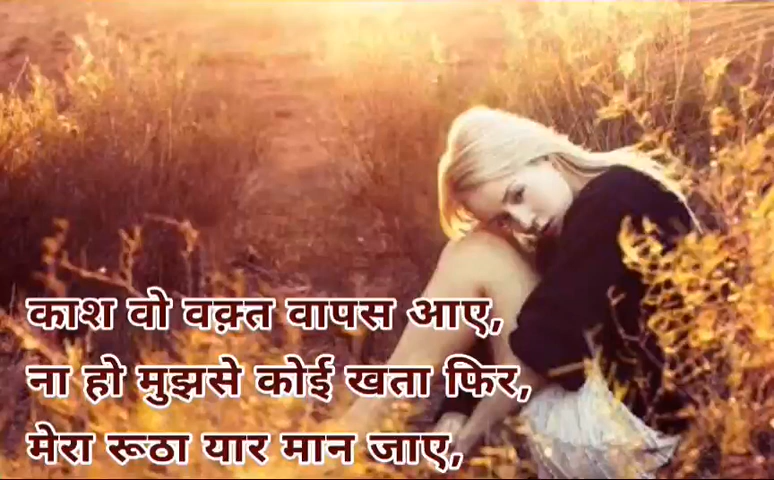 काश वो वक़्त वापस आए,
ना हो मुझसे कोई खता फिर,
मेरा रूठा यार मान जाए,